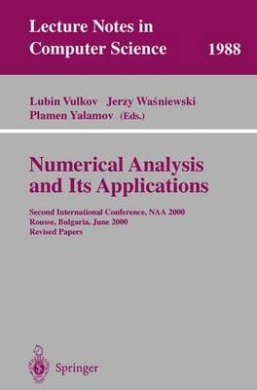 Lecture Notes in
Computer Science 1988
Lubin Vulkov Jerzy Waśniewski
Plamen Yalamov (Eds.)
Numerical Analysis
and Its Applications
Second International Conference, NAA 2000
Rousse, Bulgaria, June 2000
Revised Papers
Springer